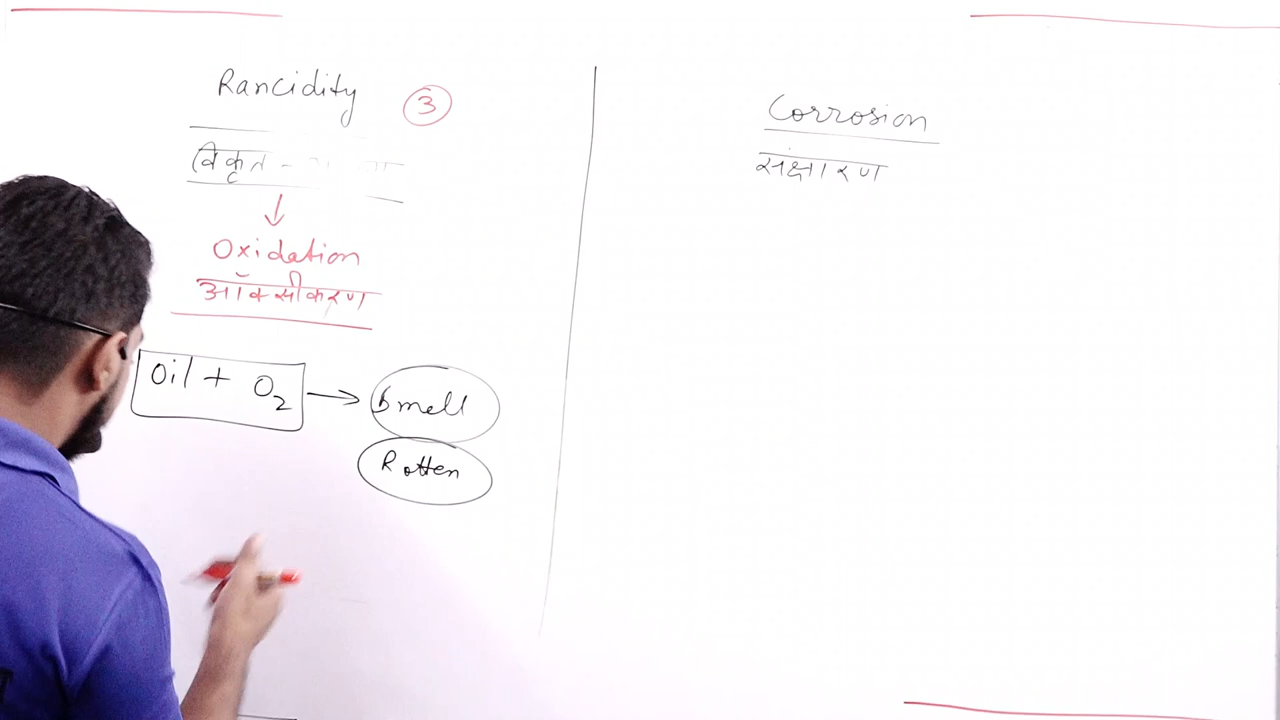 Rancidity
3
विकृत -
↓
Oxidation
ऑक्सीकरण
Oil + O₂ → Smell
Rotten
Corrosion
संक्षारण